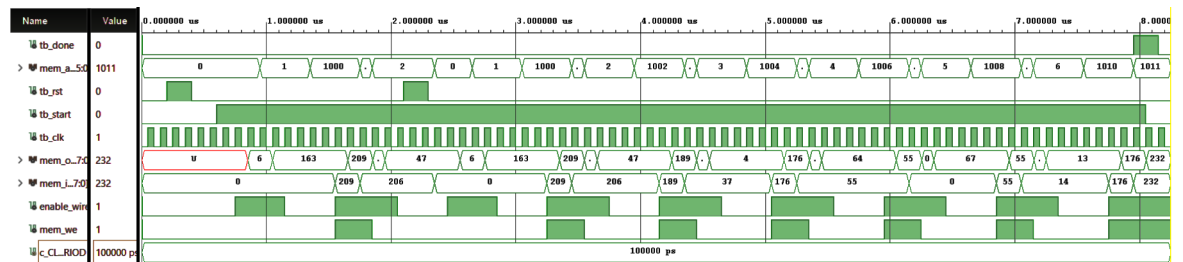 Name Value 0.000000 us 1.000000 us 2.000000 us 3.000000 us 4.000000 us 5.000000 us 6.000000 us 7.000000 us 8.0000
tb_done 0
mem_a...5:0 1011 0 1 1000 . 2 0 1 1000 . 2 1002 . 3 1004 . 4 1006 . 5 1008 . 6 1010 1011
tb_rst 0
tb_start 0
tb_clk 1
mem_o...7:0 232 U 6 163 209 . 47 6 163 209 . 47 189 . 4 176 . 64 55 0 67 55 . 13 176 232
mem_i...7:0] 232 0 209 206 0 209 206 189 37 176 55 0 55 14 176 232
enable_wire 1
mem_we 1
c_CL...RIOD 100000 ps 100000 ps